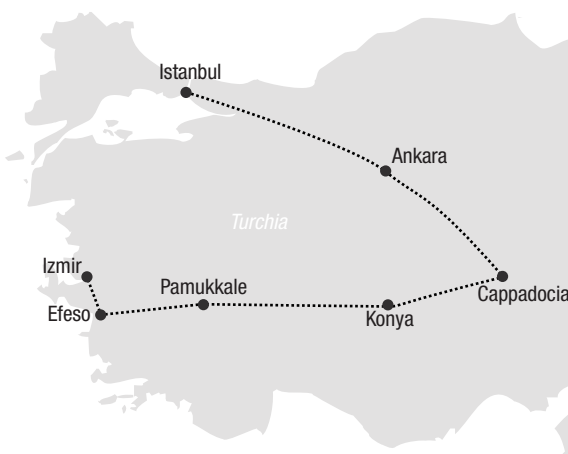 Istanbul
Ankara
Turchia
Izmir
Cappadocia
Pamukkale
Efeso
Konya